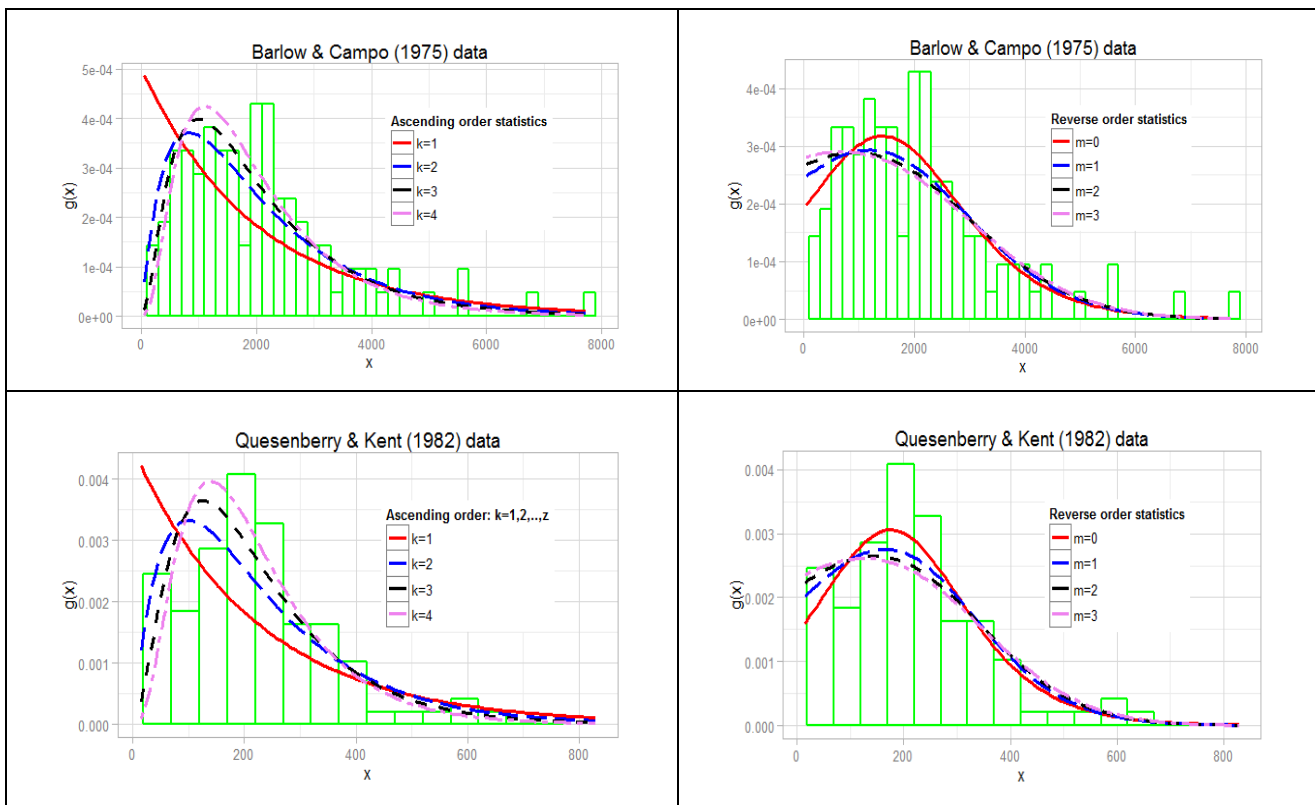 Barlow & Campo (1975) data
5e-04
4e-04
3e-04
2e-04
1e-04
0e+00
g(x)
Ascending order statistics
k=1
k=2
k=3
k=4
0 2000 4000 6000 8000
x
Barlow & Campo (1975) data
4e-04
3e-04
2e-04
1e-04
0e+00
g(x)
Reverse order statistics
m=0
m=1
m=2
m=3
0 2000 4000 6000 8000
x
Quesenberry & Kent (1982) data
0.004
0.003
0.002
0.001
0.000
g(x)
Ascending order: k=1,2,..,z
k=1
k=2
k=3
k=4
0 200 400 600 800
x
Quesenberry & Kent (1982) data
0.004
0.003
0.002
0.001
0.000
g(x)
Reverse order statistics
m=0
m=1
m=2
m=3
0 200 400 600 800
x